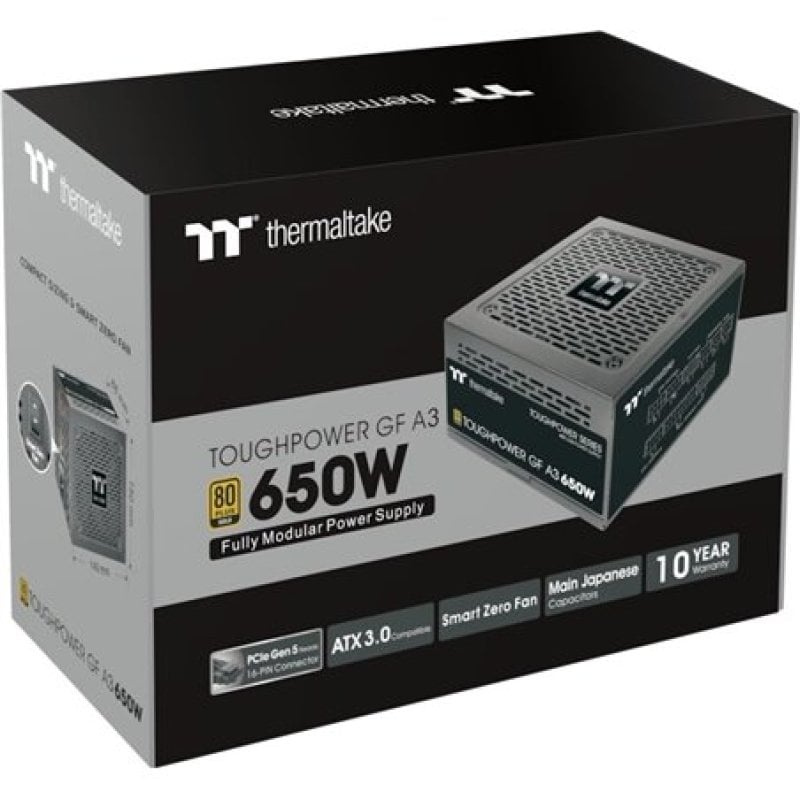 thermaltake
thermaltake
thermaltake
COMPACT SIZING & SMART ZERO FAN
TOUGHPOWER GF A3
80
PLUS
GOLD
650W
Fully Modular Power Supply
thermaltake
TOUGHPOWER SERIES
TOUGHPOWER GF A3 650W
thermaltake
PCIe Gen 5
16-PIN Connector
ATX 3.0 Compatible
Smart Zero Fan
Main Japanese
Capacitors
10 YEAR
Warranty
TOUGHPOWER GF A3 650W